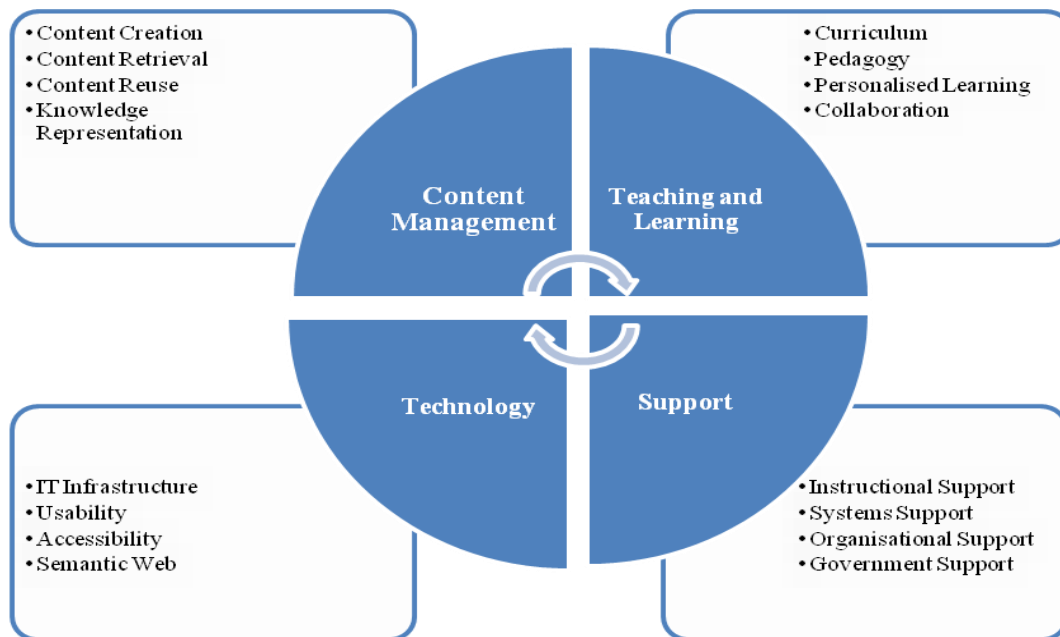 • Content Creation
• Content Retrieval
• Content Reuse
• Knowledge
Representation
• Curriculum
• Pedagogy
• Personalised Learning
• Collaboration
Content
Management
Teaching and
Learning
Technology
Support
• IT Infrastructure
• Usability
• Accessibility
• Semantic Web
• Instructional Support
• Systems Support
• Organisational Support
• Government Support